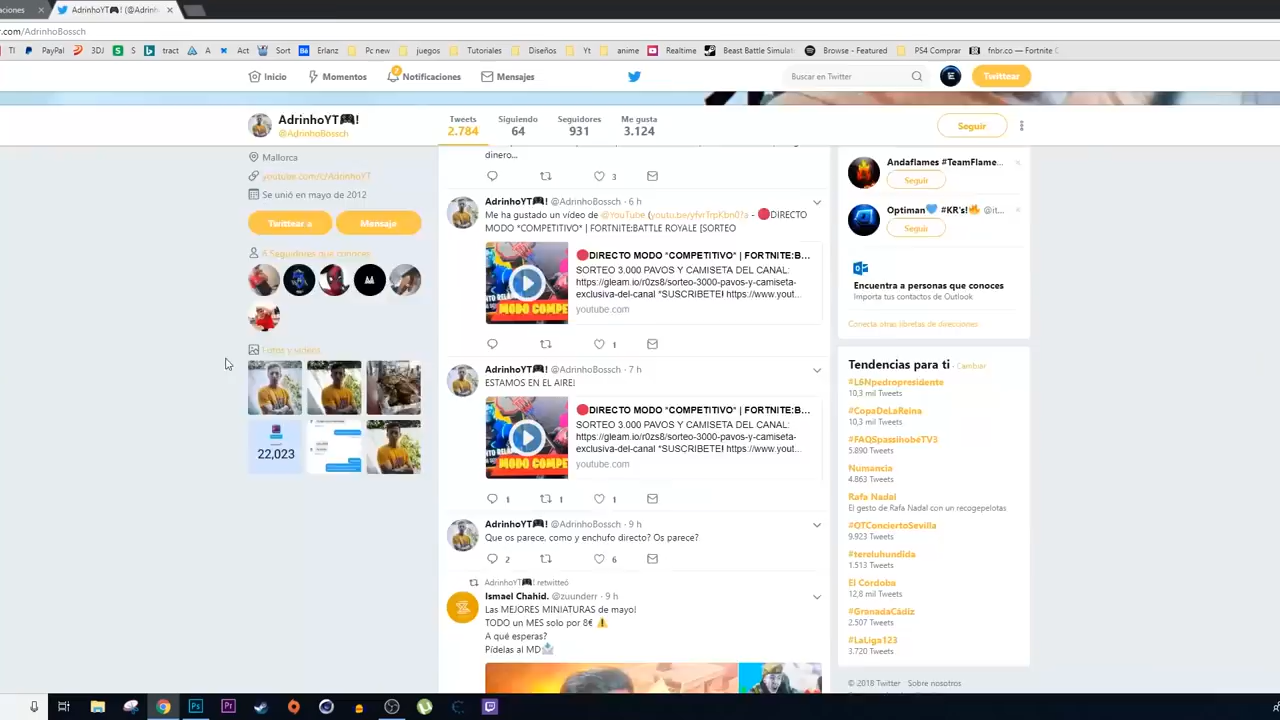 aciones
AdrinhoYT🎮! (@Adrinh
r.com/AdrinhoBossch
TI
PayPal
3DJ
S
tract
A
Act
Sort
Erlanz
Pc new
juegos
Tutoriales
Diseños
Yt
anime
Realtime
Beast Battle Simulat
Browse - Featured
PS4 Comprar
fnbr.co — Fortnite C
Inicio
Momentos
Notificaciones
Mensajes
Buscar en Twitter
Twittear
AdrinhoYT🎮!
@AdrinhoBossch
Tweets
2.784
Siguiendo
64
Seguidores
931
Me gusta
3.124
Seguir
Mallorca
youtube.com/c/AdrinhoYT
Se unió en mayo de 2012
Twittear a
Mensaje
6 Seguidores que conoces
Fotos y vídeos
22,023
dinero...
3
AdrinhoYT🎮! @AdrinhoBossch · 6 h
Me ha gustado un vídeo de @YouTube (youtu.be/yfvrTrpKbn0?a - 🔴DIRECTO
MODO *COMPETITIVO* | FORTNITE:BATTLE ROYALE [SORTEO
MODO COMPE
🔴DIRECTO MODO *COMPETITIVO* | FORTNITE:B...
SORTEO 3.000 PAVOS Y CAMISETA DEL CANAL:
https://gleam.io/r0zs8/sorteo-3000-pavos-y-camiseta-
exclusiva-del-canal *SUSCRIBETE! https://www.yout...
youtube.com
1
AdrinhoYT🎮! @AdrinhoBossch · 7 h
ESTAMOS EN EL AIRE!
MODO COMPE
🔴DIRECTO MODO *COMPETITIVO* | FORTNITE:B...
SORTEO 3.000 PAVOS Y CAMISETA DEL CANAL:
https://gleam.io/r0zs8/sorteo-3000-pavos-y-camiseta-
exclusiva-del-canal *SUSCRIBETE! https://www.yout...
youtube.com
1
1
1
AdrinhoYT🎮! @AdrinhoBossch · 9 h
Que os parece, como y enchufo directo? Os parece?
2
6
AdrinhoYT🎮! retwitteó
Ismael Chahid. @zuunderr · 9 h
Las MEJORES MINIATURAS de mayo!
TODO un MES solo por 8€ ⚠️
A qué esperas?
Pídelas al MD📩
Andaflames #TeamFlame...
Seguir
Optiman💙 #KR's!🔥 @it...
Seguir
Encuentra a personas que conoces
Importa tus contactos de Outlook
Conecta otras libretas de direcciones
Tendencias para ti · Cambiar
#L6Npedropresidente
10,3 mil Tweets
#CopaDeLaReina
10,3 mil Tweets
#FAQSpassihobéTV3
5.890 Tweets
Numancia
4.863 Tweets
Rafa Nadal
El gesto de Rafa Nadal con un recogepelotas
#OTConciertoSevilla
9.923 Tweets
#tereluhundida
1.513 Tweets
El Cordoba
12,8 mil Tweets
#GranadaCádiz
2.507 Tweets
#LaLiga123
3.720 Tweets
© 2018 Twitter Sobre nosotros